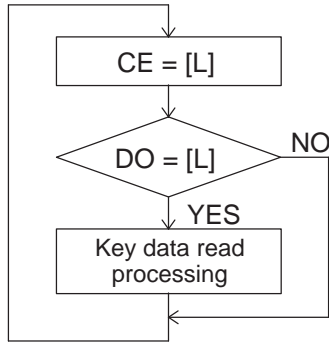 CE = [L]
DO = [L]
NO
YES
Key data read
processing